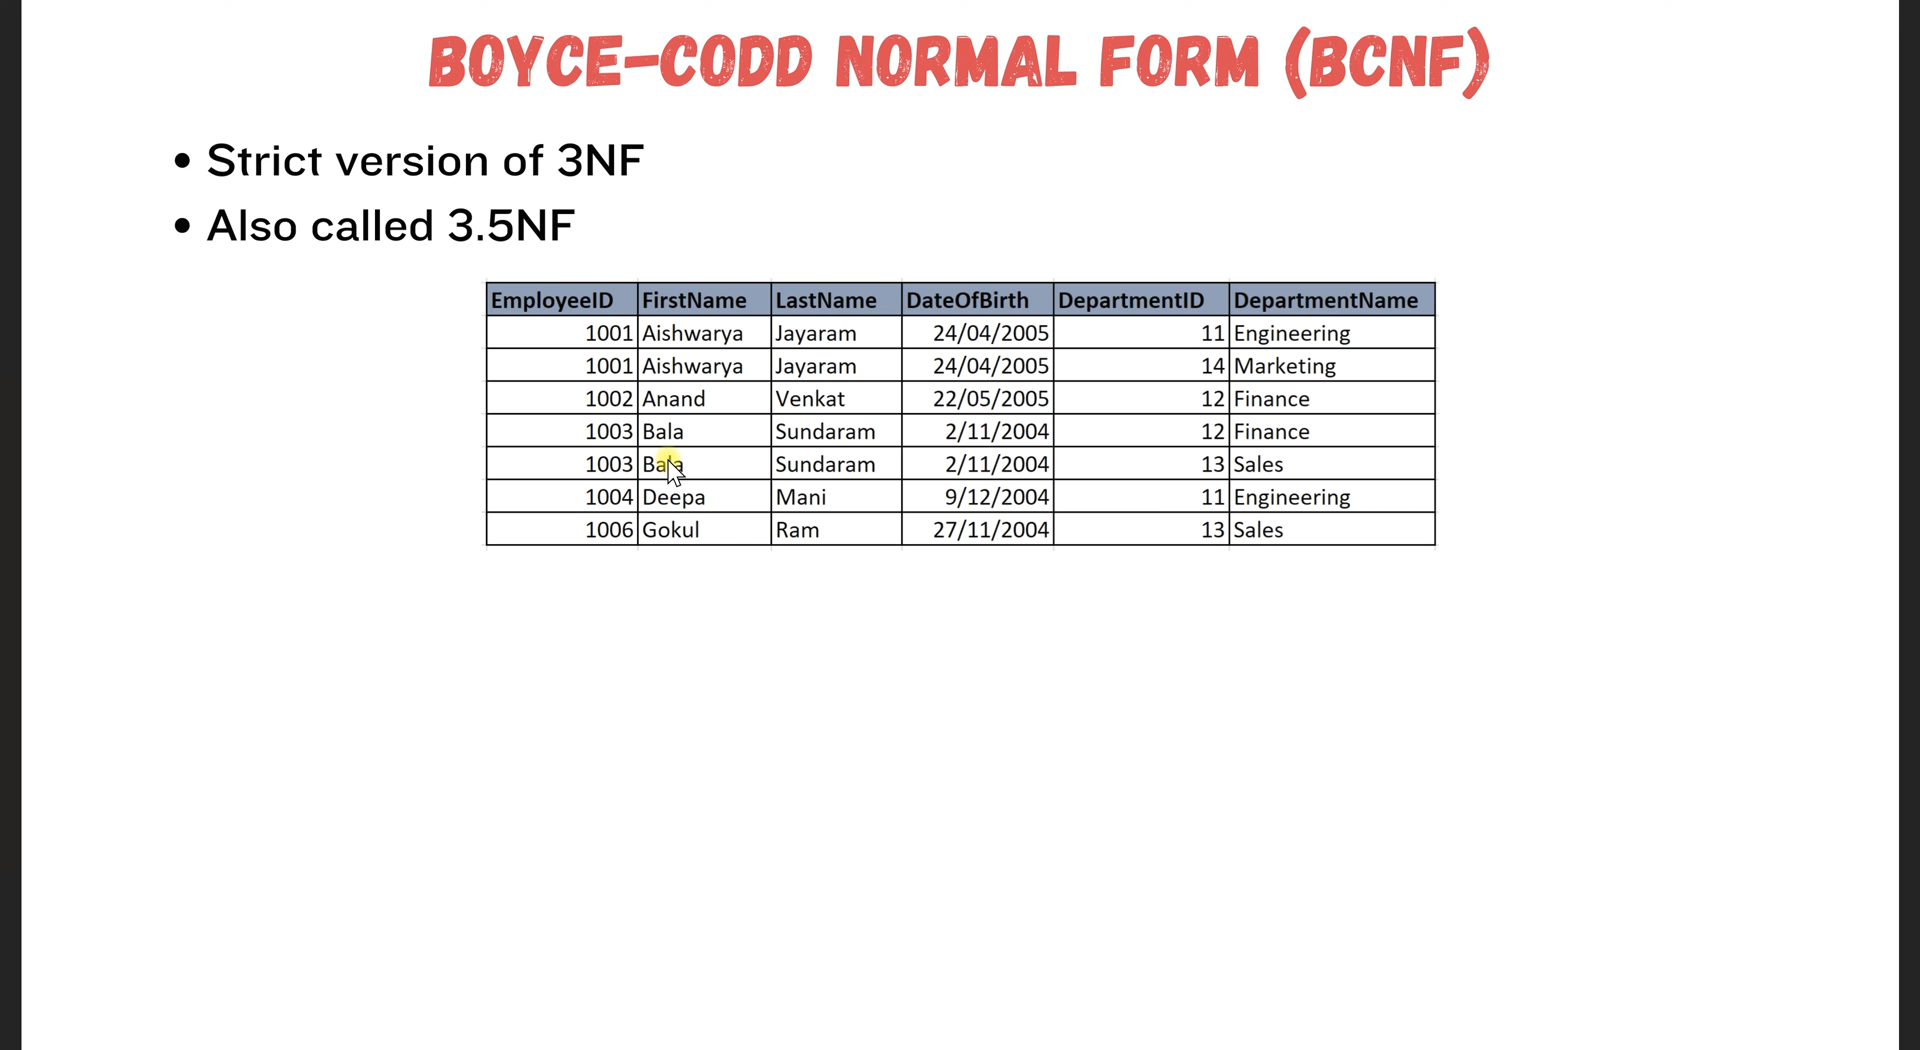 BOYCE–CODD NORMAL FORM (BCNF)
• Strict version of 3NF
• Also called 3.5NF
EmployeeID FirstName LastName DateOfBirth DepartmentID DepartmentName
1001 Aishwarya Jayaram 24/04/2005 11 Engineering
1001 Aishwarya Jayaram 24/04/2005 14 Marketing
1002 Anand Venkat 22/05/2005 12 Finance
1003 Bala Sundaram 2/11/2004 12 Finance
1003 Bala Sundaram 2/11/2004 13 Sales
1004 Deepa Mani 9/12/2004 11 Engineering
1006 Gokul Ram 27/11/2004 13 Sales